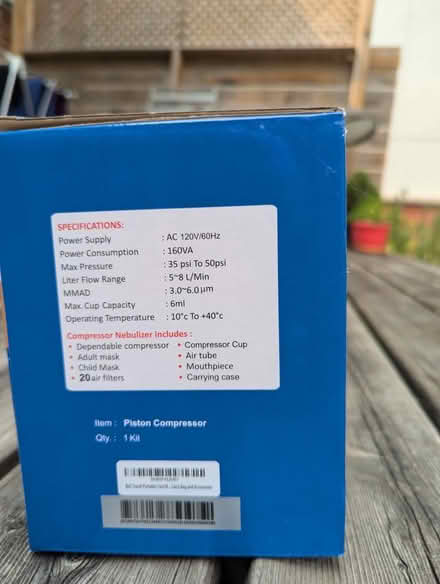 SPECIFICATIONS:
Power Supply : AC 120V/60Hz
Power Consumption : 160VA
Max Pressure : 35 psi To 50psi
Liter Flow Range : 5~8 L/Min
MMAD : 3.0~6.0μm
Max. Cup Capacity : 6ml
Operating Temperature : 10°c To +40°c
Compressor Nebulizer includes :
• Dependable compressor • Compressor Cup
• Adult mask • Air tube
• Child Mask • Mouthpiece
• 20 air filters • Carrying case
Item : Piston Compressor
Qty. : 1 Kit